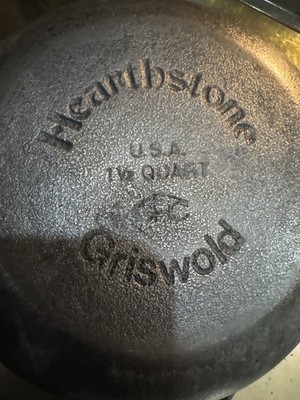 Hearthstone
U.S.A.
1½ QUART
Griswold